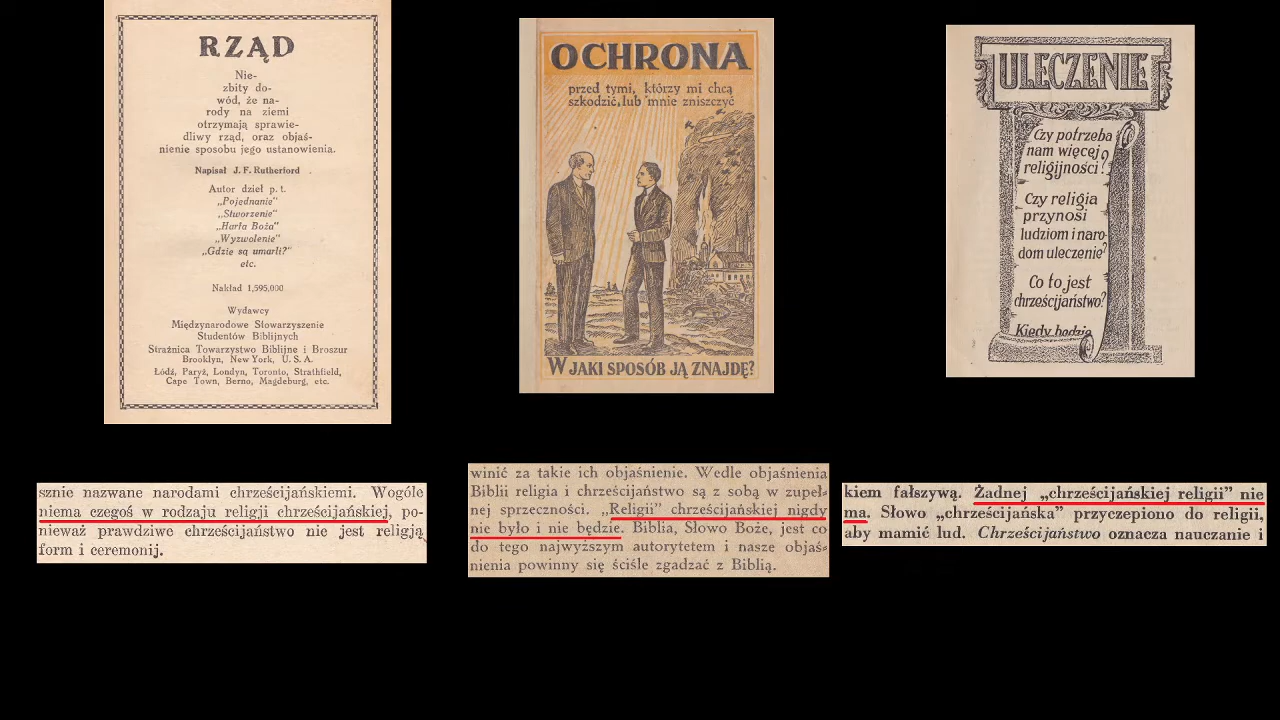 RZĄD
Nie-
zbity do-
wód, że na-
rody na ziemi
otrzymają sprawie-
dliwy rząd, oraz objaś-
nienie sposobu jego ustanowienia.
Napisał J. F. Rutherford
Autor dzieł p. t.
„Pojednanie"
„Stworzenie"
„Harfa Boża"
„Wyzwolenie"
„Gdzie są umarli?"
etc.
Nakład 1,595,000
Wydawcy
Międzynarodowe Słowarzyszenie
Studentów Biblijnych
Strażnica Towarzystwo Biblijne i Broszur
Brooklyn, New York, U. S. A.
Łódź, Paryż, Londyn, Toronto, Strathfield,
Cape Town, Berno, Magdeburg, etc.
OCHRONA
przed tymi, którzy mi chcą
szkodzić, lub mnie zniszczyć
W JAKI SPOSÓB JĄ ZNAJDĘ?
ULECZENIE
Czy potrzeba
nam więcej
religijności?
Czy religia
przynosi
ludziom i naro-
dom uleczenie?
Co to jest
chrześcijaństwo?
Kiedy będzie
sznie nazwane narodami chrześcijańskiemi. Wogóle
niema czegoś w rodzaju religji chrześcijańskiej, po-
nieważ prawdziwe chrześcijaństwo nie jest religją
form i ceremonij.
winić za takie ich objaśnienie. Wedle objaśnienia
Biblii religia i chrześcijaństwo są z sobą w zupeł-
nej sprzeczności. „Religii" chrześcijańskiej nigdy
nie było i nie będzie. Biblia, Słowo Boże, jest co
do tego najwyższym autorytetem i nasze objaś-
nienia powinny się ściśle zgadzać z Biblią.
kiem fałszywą. Żadnej „chrześcijańskiej religii" nie
ma. Słowo „chrześcijańska" przyczepiono do religii,
aby mamić lud. Chrześcijaństwo oznacza nauczanie i